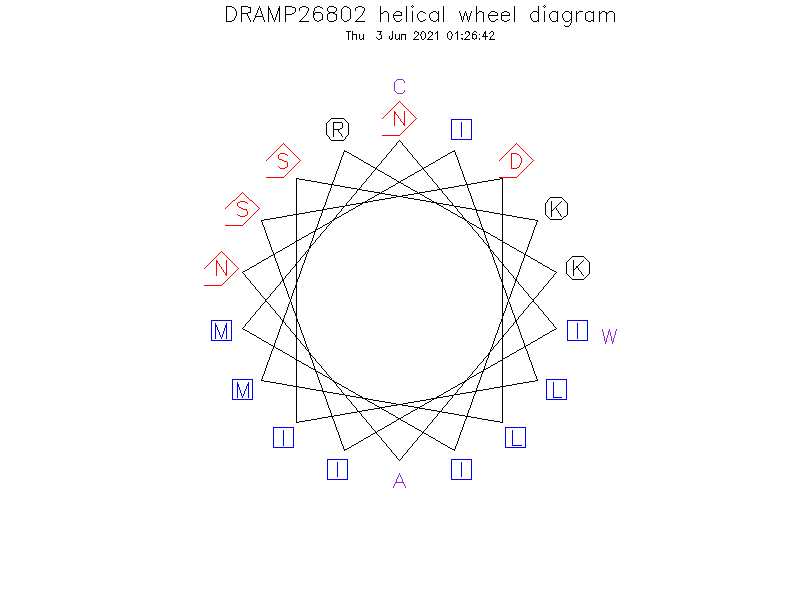 DRAMP26802 helical wheel diagram
Thu 3 Jun 2021 01:26:42
C
R N I
S D
S K
N K
M I W
M L
I L
I I
A